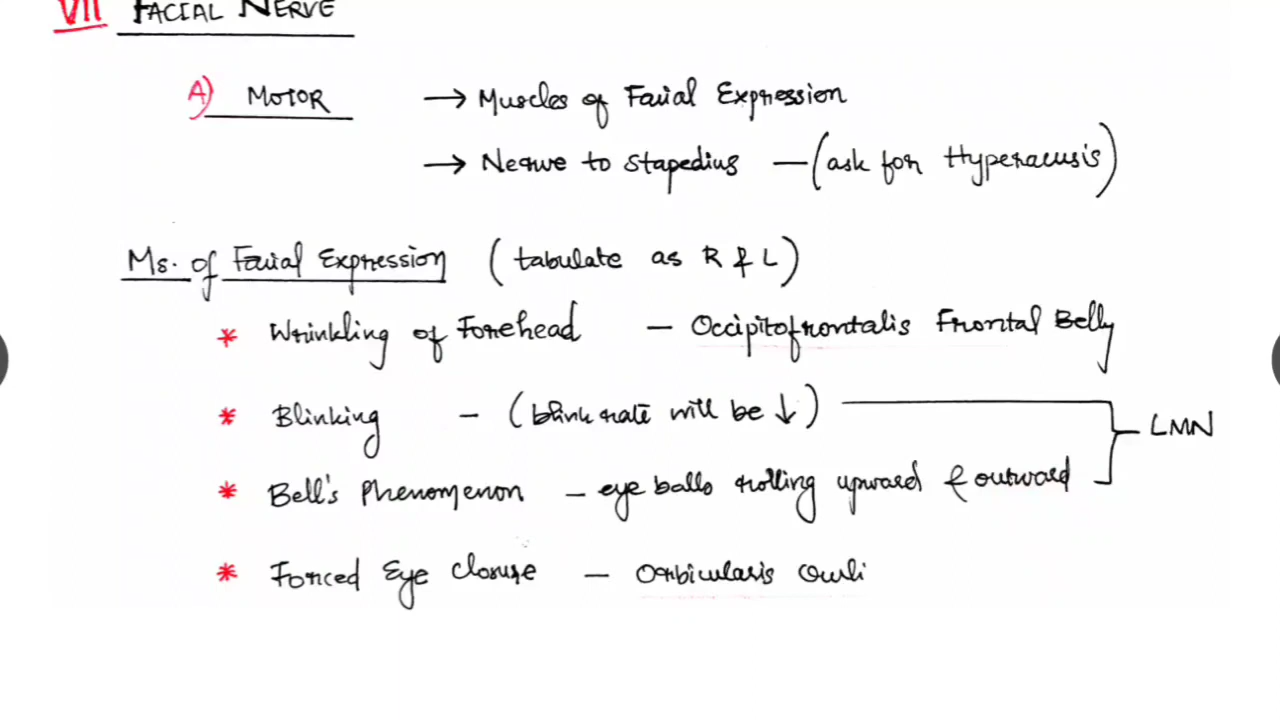 VII FACIAL NERVE
A) MOTOR → Muscles of Facial Expression
→ Nerve to stapedius — (ask for Hyperacusis)
Ms. of Facial Expression (tabulate as R & L)
* Wrinkling of Forehead — Occipitofrontalis Frontal Belly
* Blinking — (blink rate will be ↓)
LMN
* Bell's Phenomenon — eye balls rolling upward & outward
* Forced Eye closure — Orbicularis Oculi